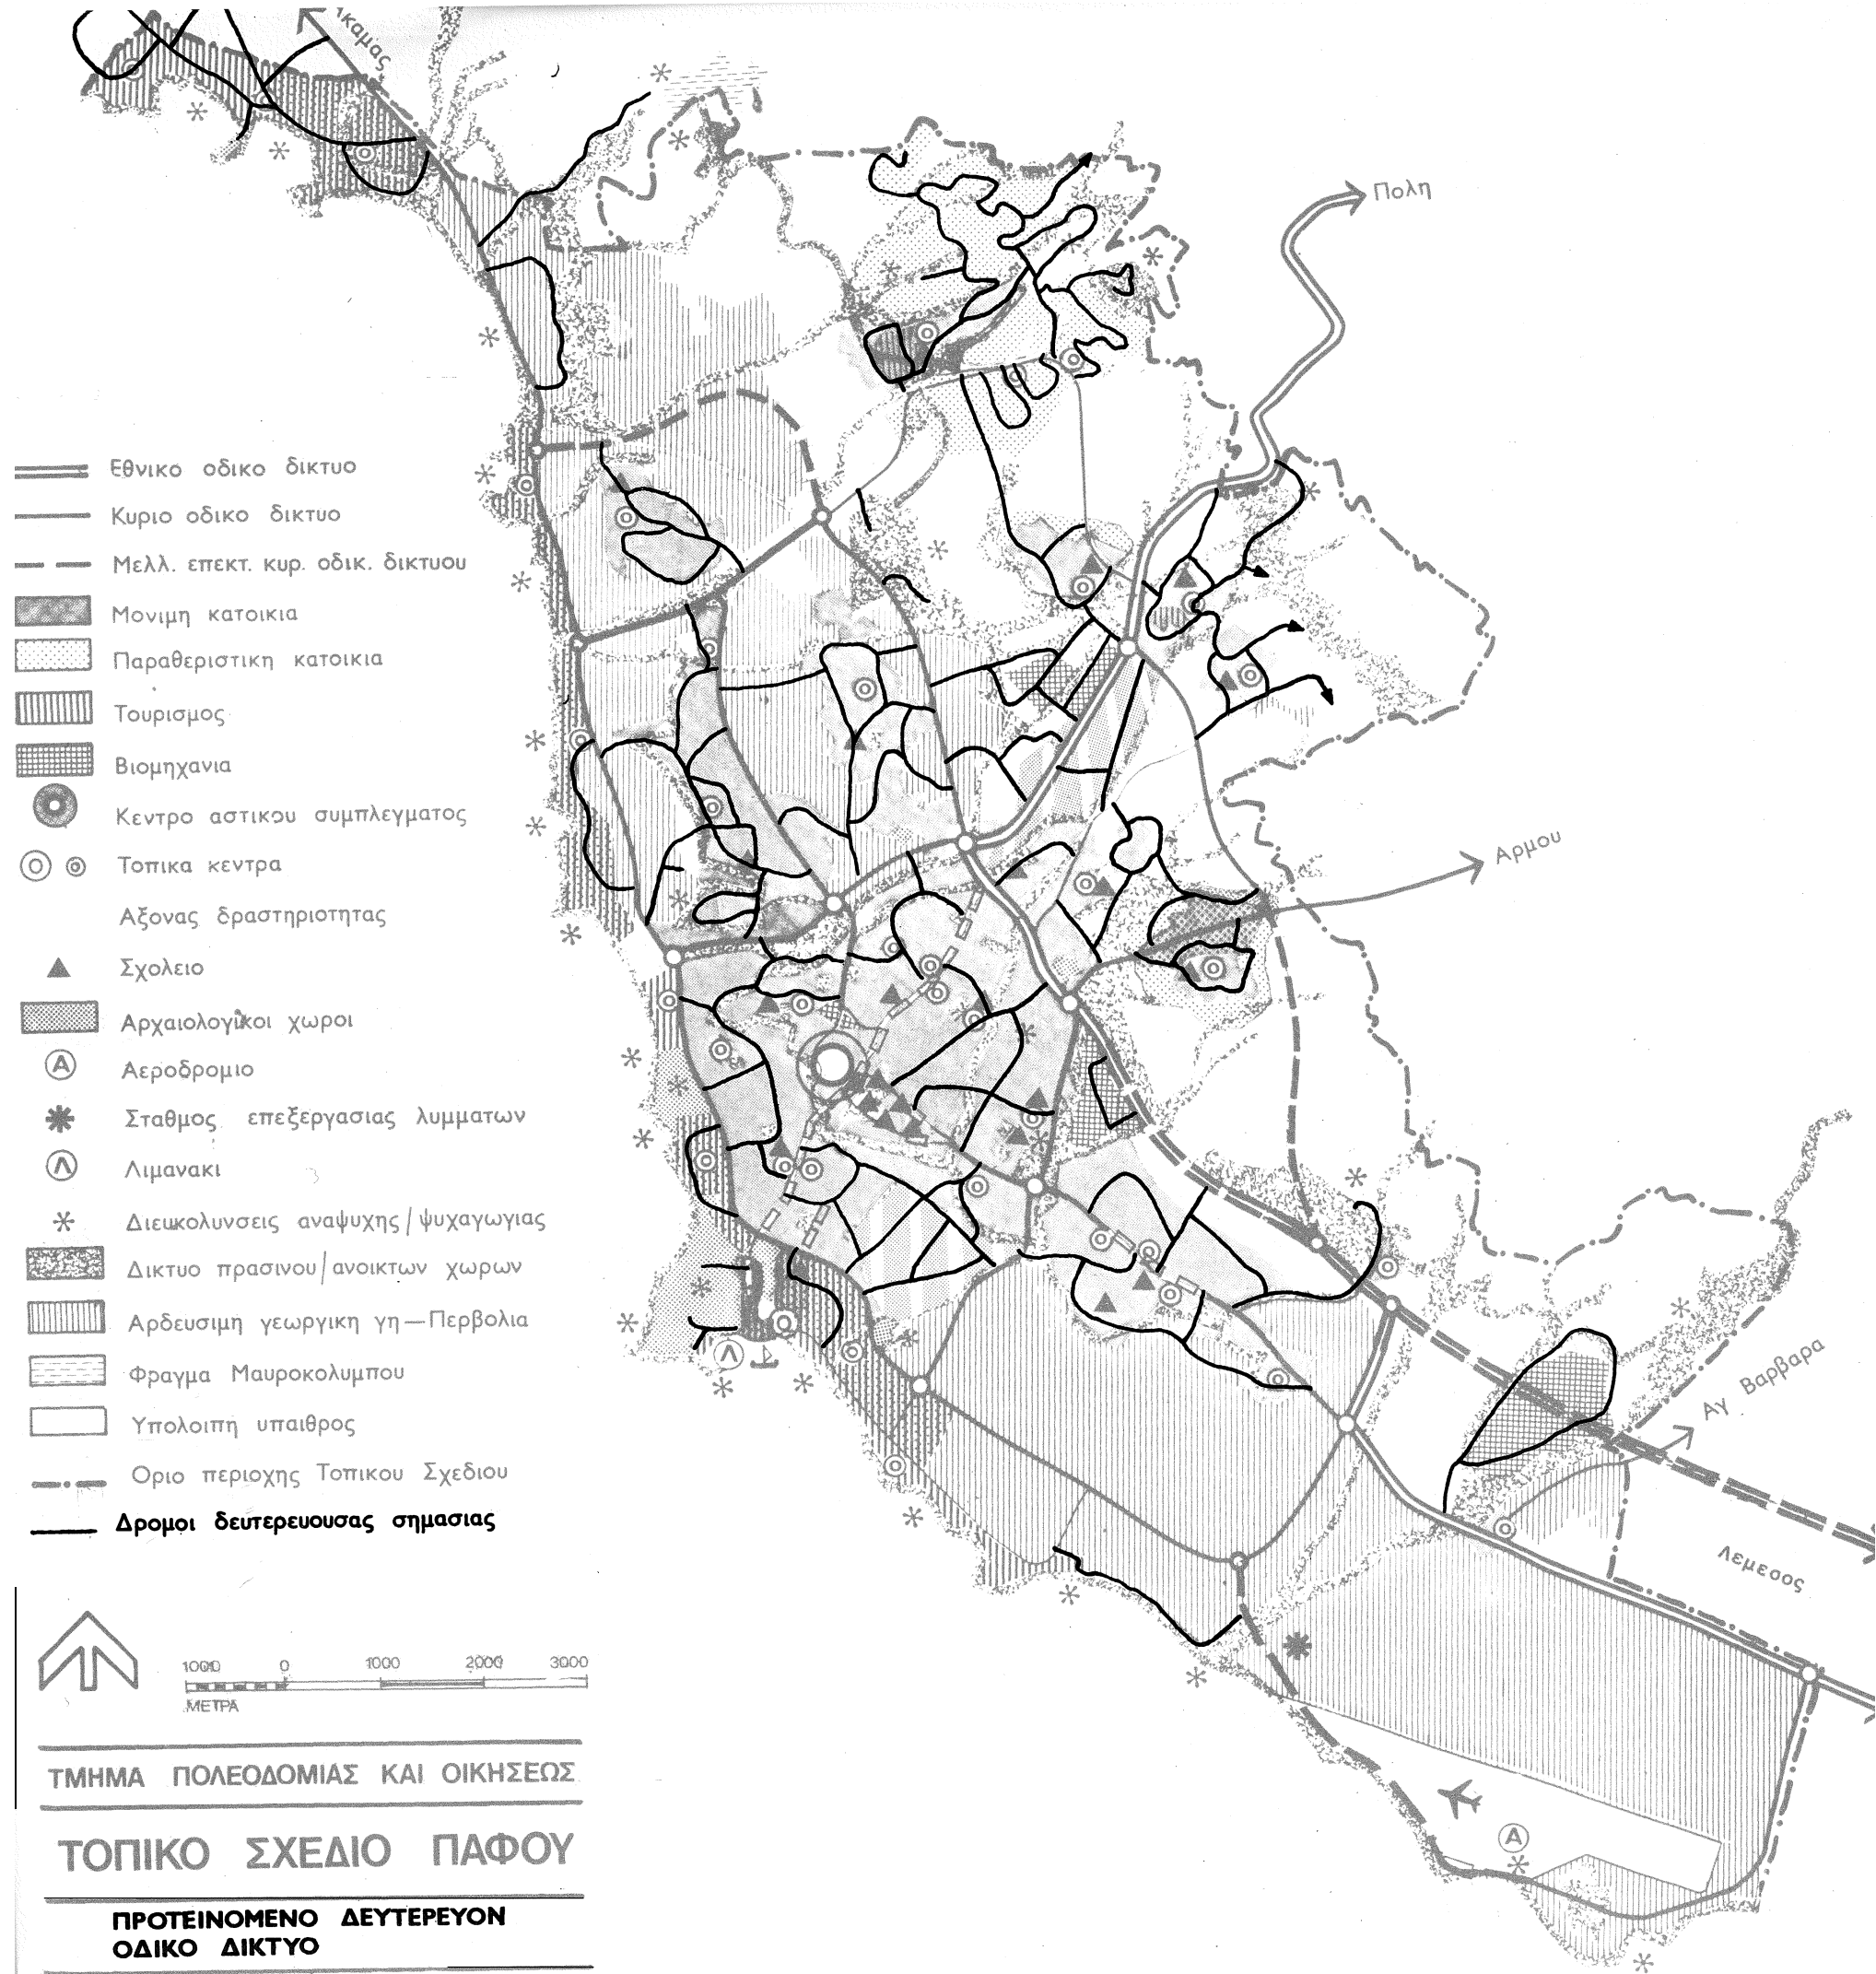 Ακαμας
Πολη
Εθνικο οδικο δικτυο
Κυριο οδικο δικτυο
Μελλ. επεκτ. κυρ. οδικ. δικτυου
Μονιμη κατοικια
Παραθεριστικη κατοικια
Τουρισμος
Βιομηχανια
Κεντρο αστικου συμπλεγματος
Τοπικα κεντρα
Αξονας δραστηριοτητας
Σχολειο
Αρχαιολογικοι χωροι
Α Αεροδρομιο
Σταθμος επεξεργασιας λυμματων
Λ Λιμανακι
Διευκολυνσεις αναψυχης/ψυχαγωγιας
Δικτυο πρασινου/ανοικτων χωρων
Αρδευσιμη γεωργικη γη—Περβολια
Φραγμα Μαυροκολυμπου
Υπολοιπη υπαιθρος
Οριο περιοχης Τοπικου Σχεδιου
Δρομοι δευτερευουσας σημασιας
Αρμου
Αγ Βαρβαρα
Λεμεσος
Λ
Α
1000 0 1000 2000 3000
ΜΕΤΡΑ
ΤΜΗΜΑ ΠΟΛΕΟΔΟΜΙΑΣ ΚΑΙ ΟΙΚΗΣΕΩΣ
ΤΟΠΙΚΟ ΣΧΕΔΙΟ ΠΑΦΟΥ
ΠΡΟΤΕΙΝΟΜΕΝΟ ΔΕΥΤΕΡΕΥΟΝ
ΟΔΙΚΟ ΔΙΚΤΥΟ